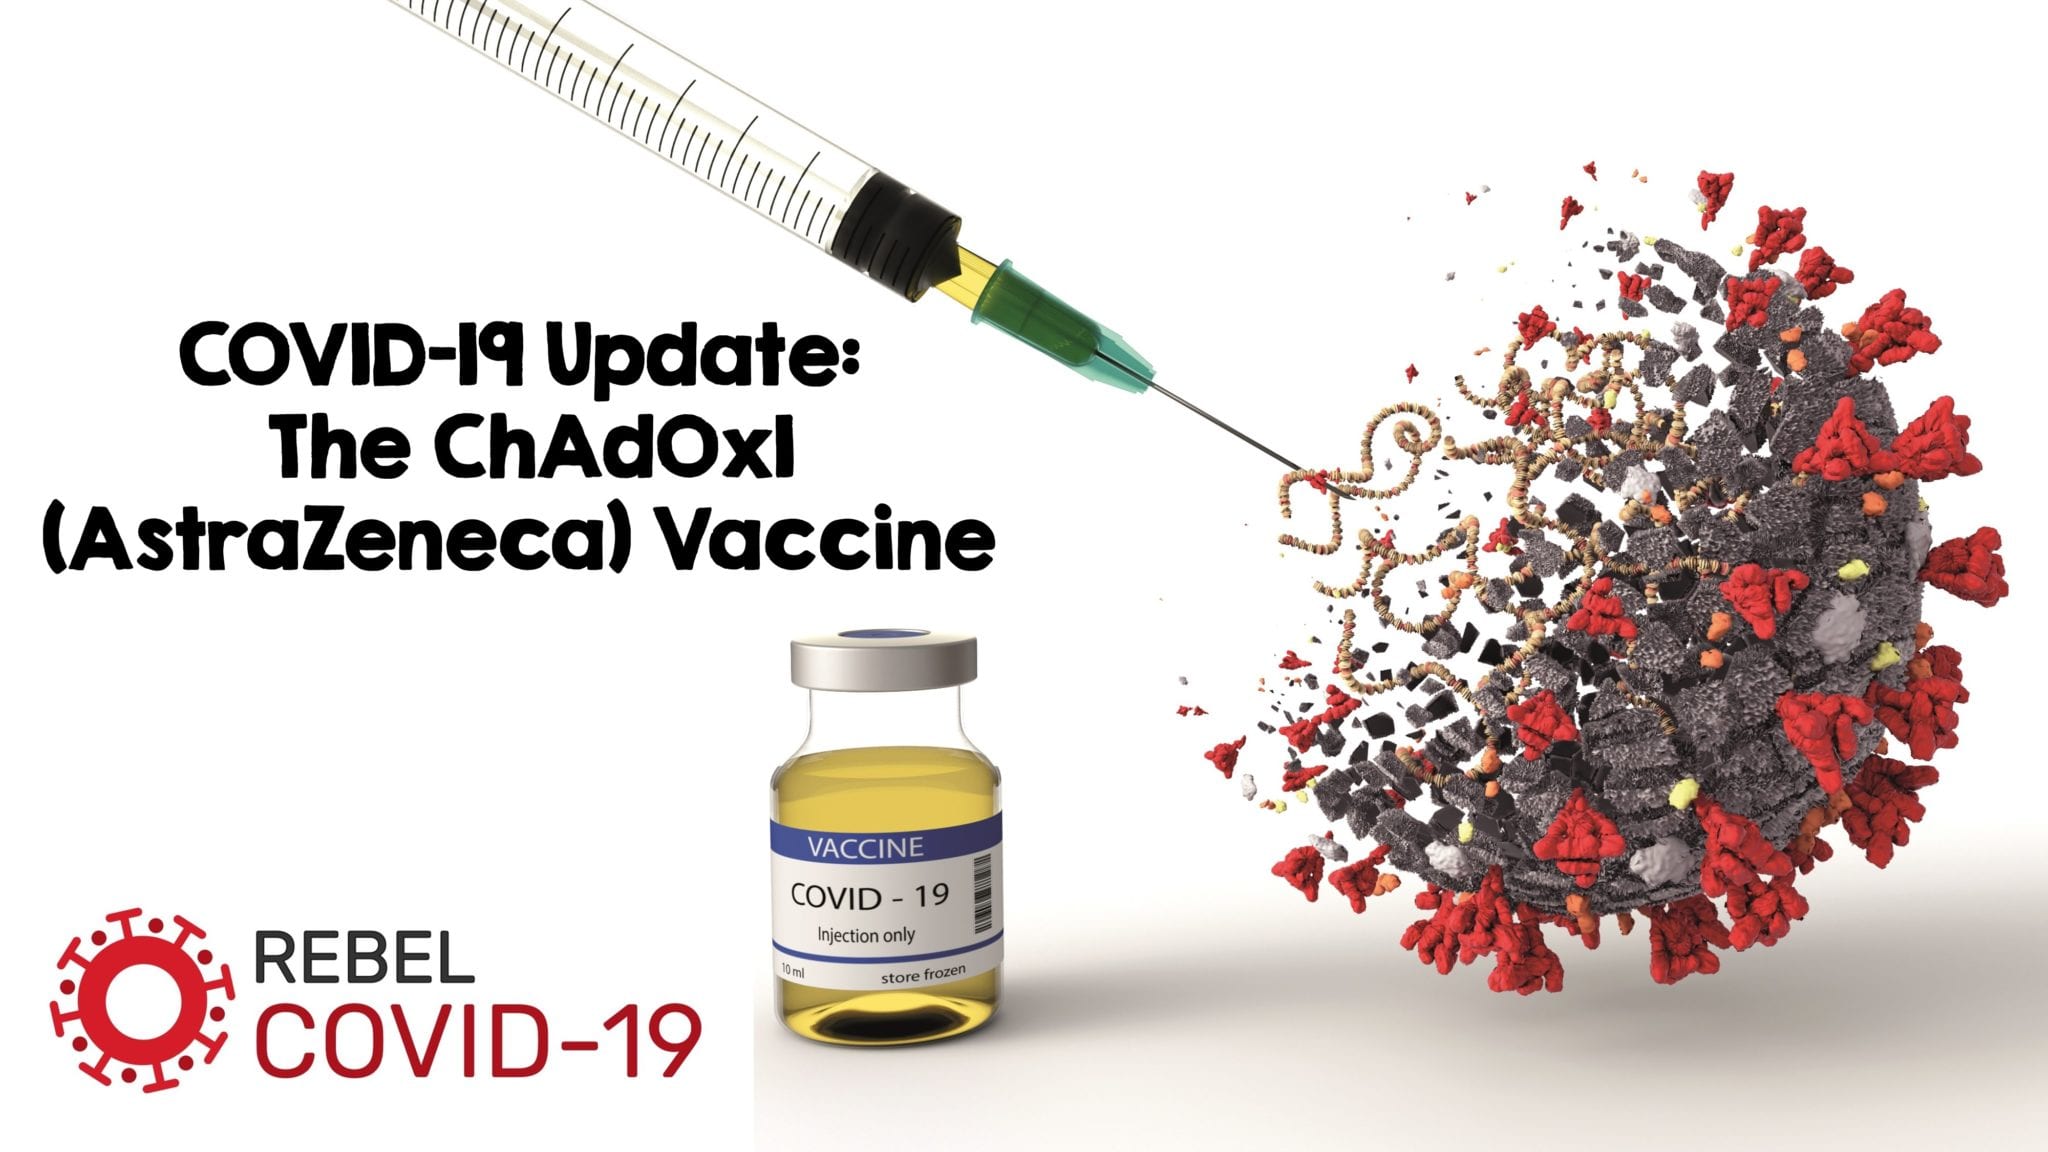 COVID-19 Update:
The ChAdOx1
(AstraZeneca) Vaccine
VACCINE
COVID - 19
Injection only
10 ml
store frozen
REBEL
COVID-19